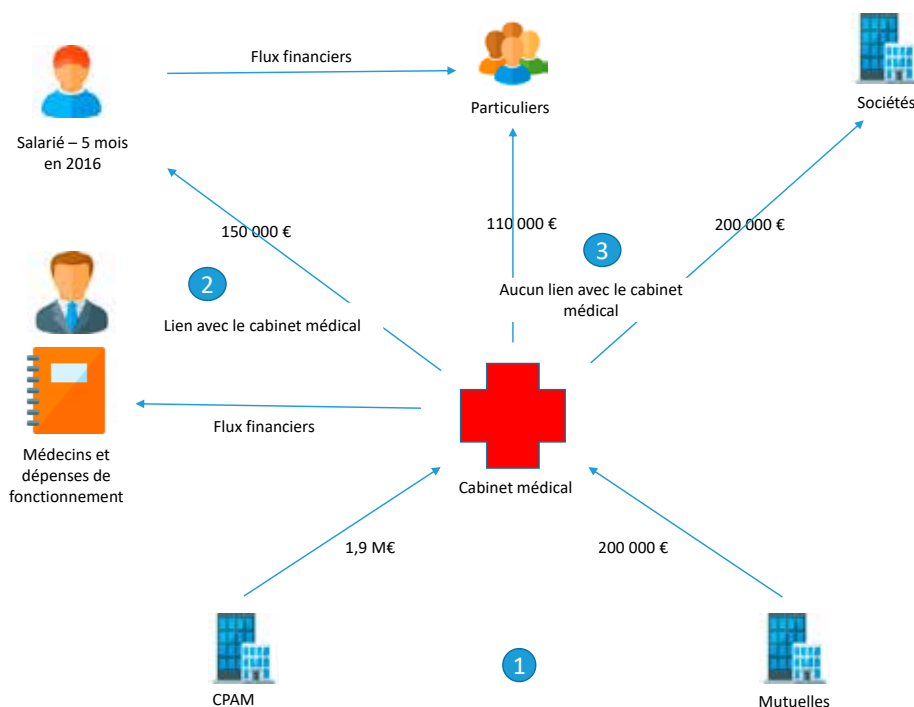 Flux financiers
Particuliers
Sociétés
Salarié – 5 mois
en 2016
150 000 €
110 000 €
200 000 €
3
2
Aucun lien avec le cabinet
médical
Lien avec le cabinet médical
Flux financiers
Médecins et
dépenses de
fonctionnement
Cabinet médical
1,9 M€
200 000 €
1
CPAM
Mutuelles